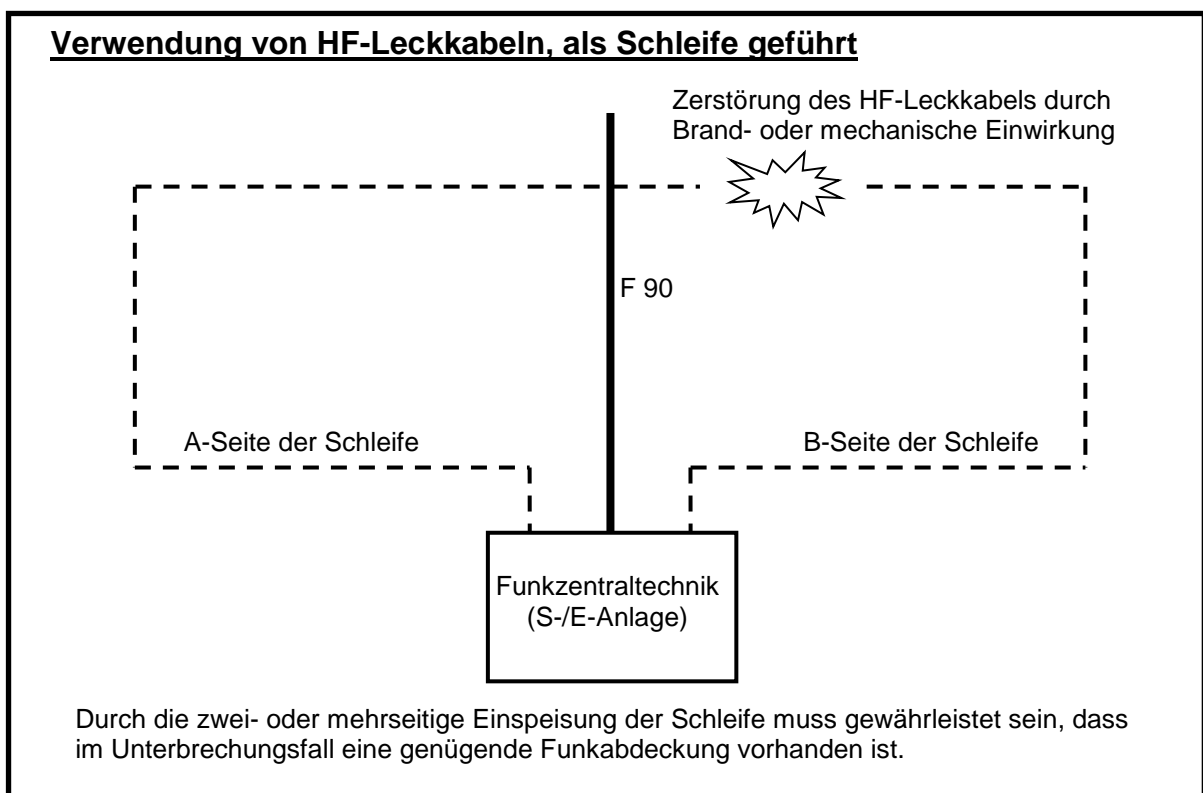 Verwendung von HF-Leckkabeln, als Schleife geführt
Zerstörung des HF-Leckkabels durch
Brand- oder mechanische Einwirkung
F 90
A-Seite der Schleife
B-Seite der Schleife
Funkzentraltechnik
(S-/E-Anlage)
Durch die zwei- oder mehrseitige Einspeisung der Schleife muss gewährleistet sein, dass
im Unterbrechungsfall eine genügende Funkabdeckung vorhanden ist.